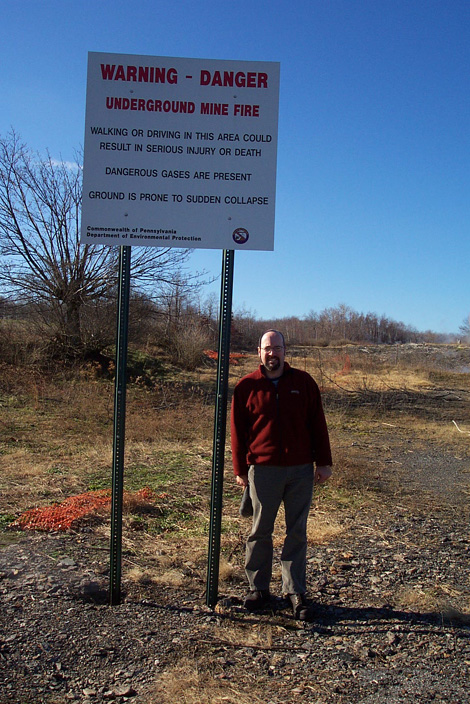 WARNING - DANGER
UNDERGROUND MINE FIRE
WALKING OR DRIVING IN THIS AREA COULD
RESULT IN SERIOUS INJURY OR DEATH
DANGEROUS GASES ARE PRESENT
GROUND IS PRONE TO SUDDEN COLLAPSE
Commonwealth of Pennsylvania
Department of Environmental Protection